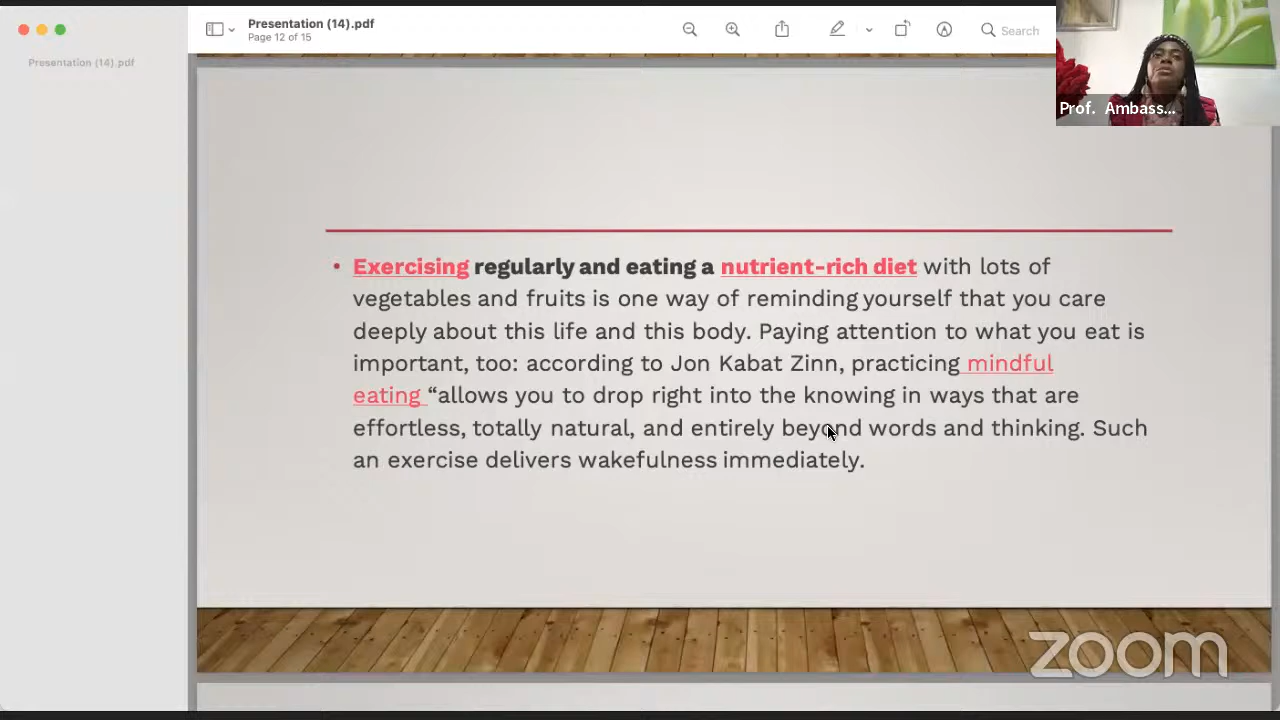 Presentation (14).pdf
Page 12 of 15
Search
Presentation (14).pdf
Prof. Ambass...
• Exercising regularly and eating a nutrient-rich diet with lots of
vegetables and fruits is one way of reminding yourself that you care
deeply about this life and this body. Paying attention to what you eat is
important, too: according to Jon Kabat Zinn, practicing mindful
eating “allows you to drop right into the knowing in ways that are
effortless, totally natural, and entirely beyond words and thinking. Such
an exercise delivers wakefulness immediately.
zoom